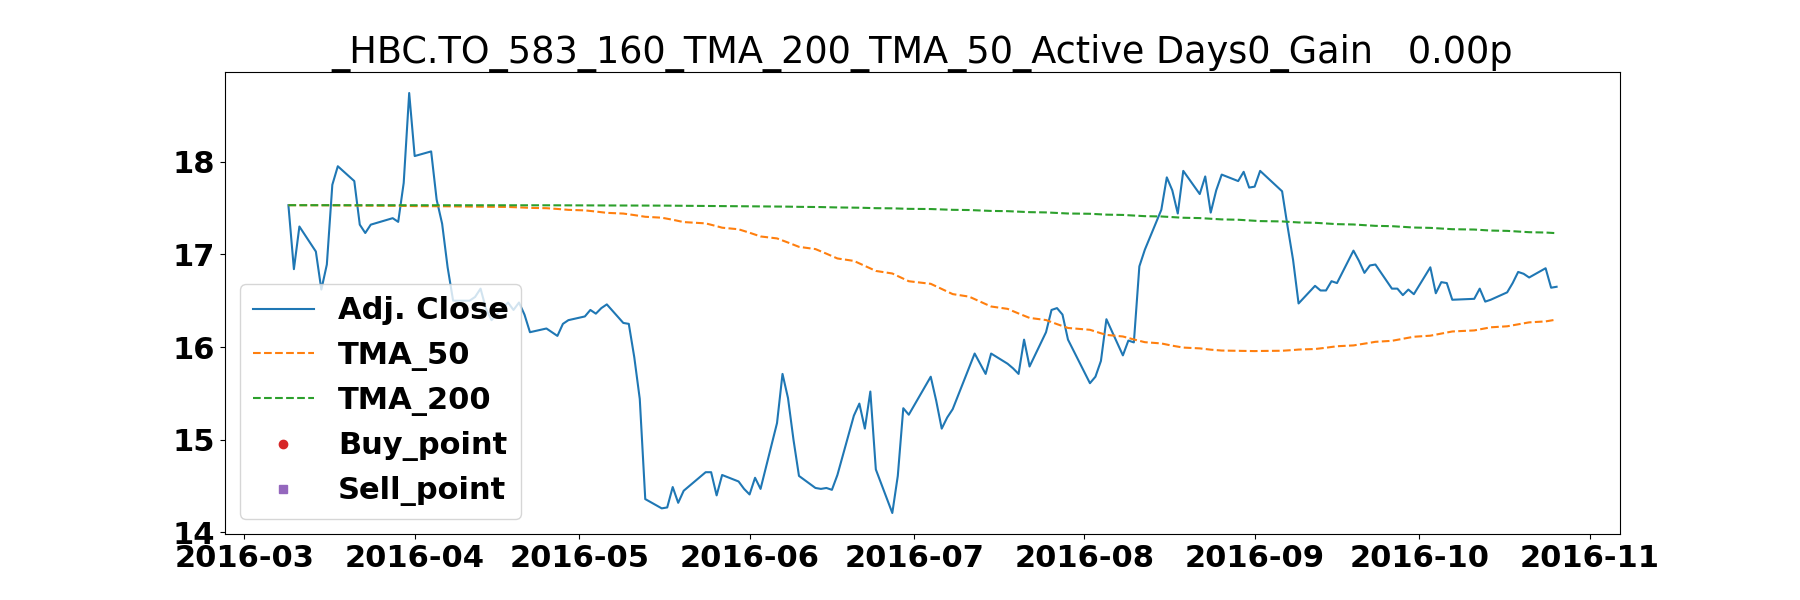 _HBC.TO_583_160_TMA_200_TMA_50_Active Days0_Gain   0.00p
18
17
16
15
14
Adj. Close
TMA_50
TMA_200
Buy_point
Sell_point
2016-03 2016-04 2016-05 2016-06 2016-07 2016-08 2016-09 2016-10 2016-11